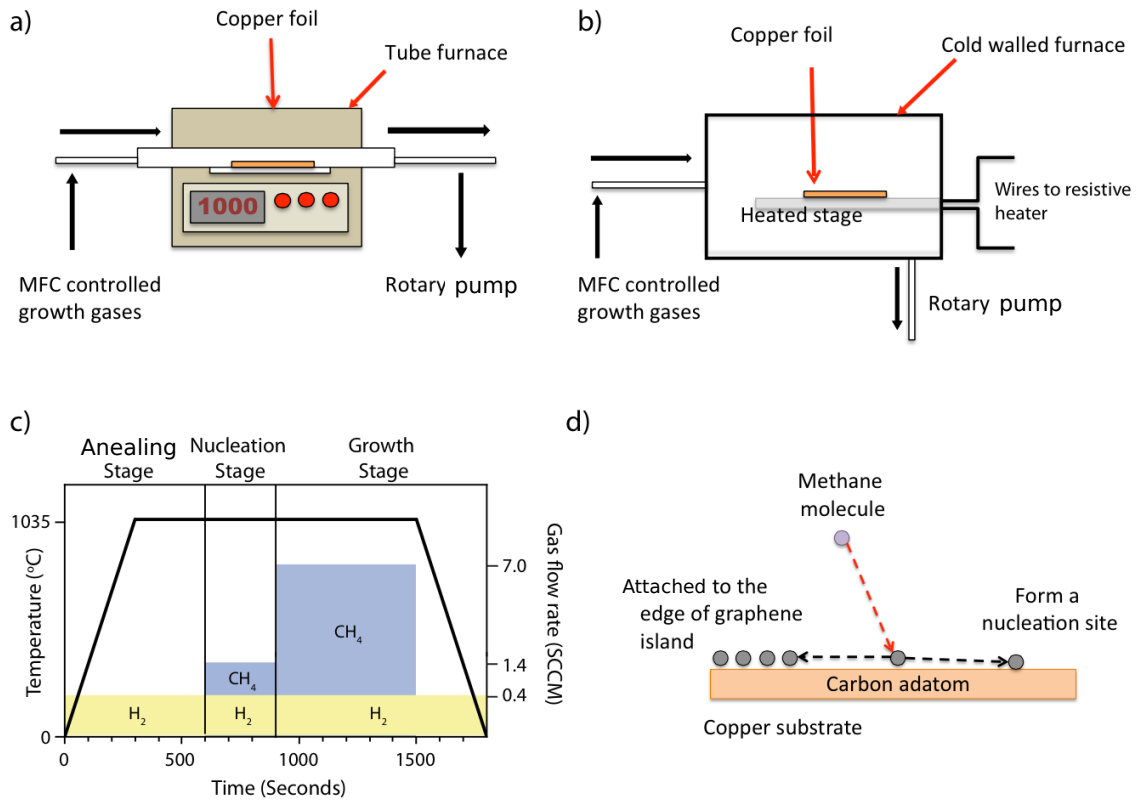 a)
Copper foil
Tube furnace
1000
MFC controlled
growth gases
Rotary pump
b)
Copper foil
Cold walled furnace
Heated stage
Wires to resistive
heater
MFC controlled
growth gases
Rotary pump
c)
Anealing
Stage
Nucleation
Stage
Growth
Stage
Temperature (°C)
1035
0
Gas flow rate (SCCM)
7.0
1.4
0.4
CH₄
CH₄
H₂
H₂
H₂
0
500
1000
1500
Time (Seconds)
d)
Methane
molecule
Attached to the
edge of graphene
island
Form a
nucleation site
Carbon adatom
Copper substrate